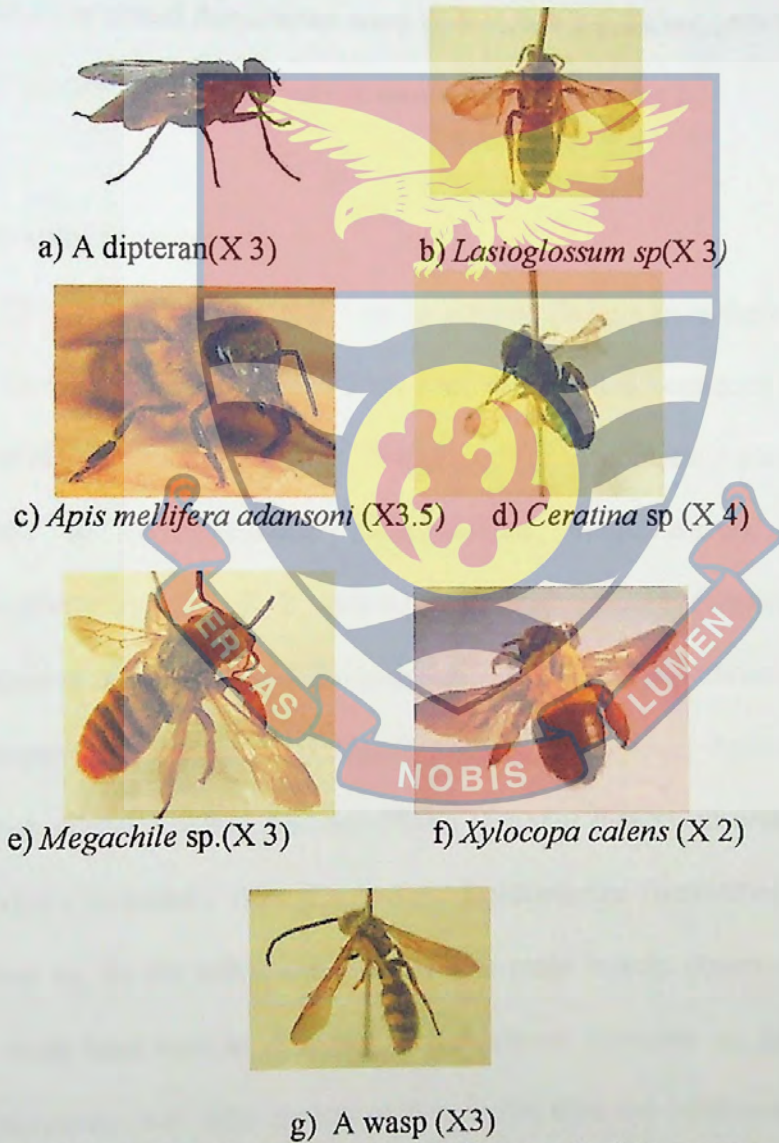 a) A dipteran(X 3)
b) Lasioglossum sp(X 3)
c) Apis mellifera adansoni (X3.5)
d) Ceratina sp (X 4)
VERITAS
NOBIS
LUMEN
e) Megachile sp.(X 3)
f) Xylocopa calens (X 2)
g) A wasp (X3)